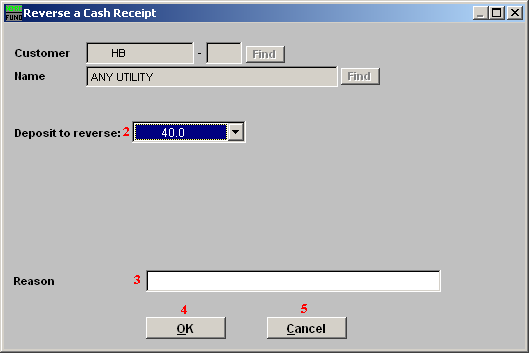 Reverse a Cash Receipt
Customer HB - Find
Name ANY UTILITY Find
Deposit to reverse: 2 40.0
Reason 3
4 5
OK Cancel